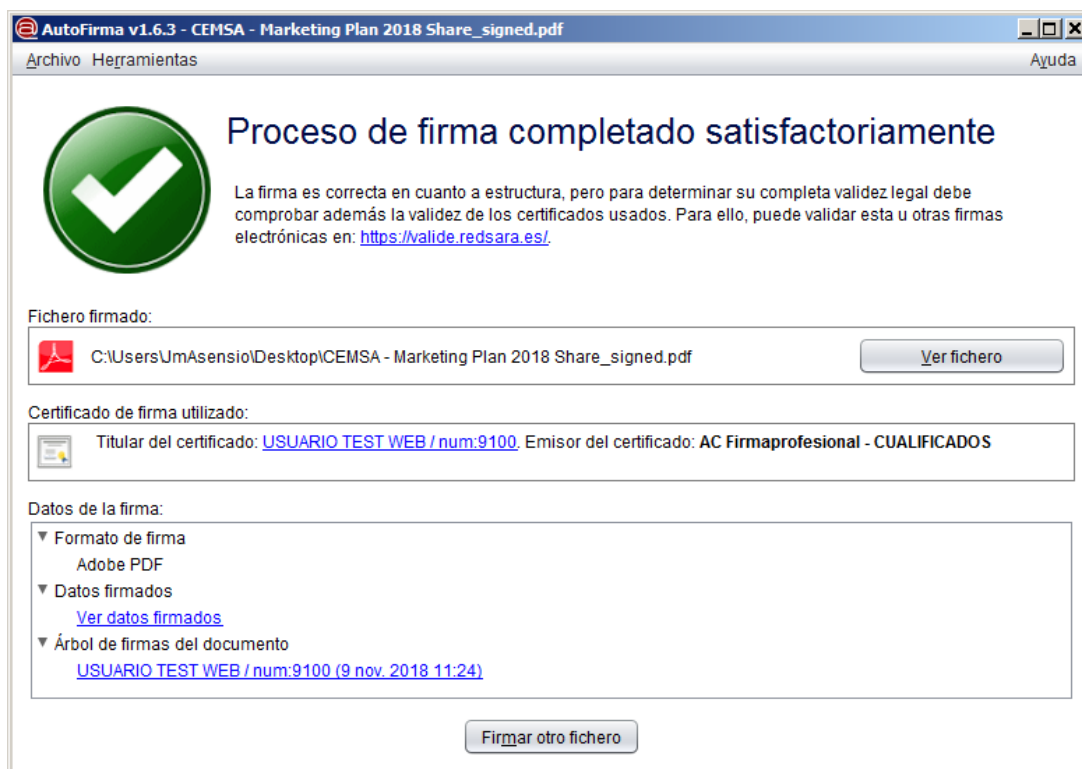 AutoFirma v1.6.3 - CEMSA - Marketing Plan 2018 Share_signed.pdf
Archivo Herramientas Ayuda
Proceso de firma completado satisfactoriamente
La firma es correcta en cuanto a estructura, pero para determinar su completa validez legal debe
comprobar además la validez de los certificados usados. Para ello, puede validar esta u otras firmas
electrónicas en: https://valide.redsara.es/.
Fichero firmado:
C:\Users\JmAsensio\Desktop\CEMSA - Marketing Plan 2018 Share_signed.pdf Ver fichero
Certificado de firma utilizado:
Titular del certificado: USUARIO TEST WEB / num:9100. Emisor del certificado: AC Firmaprofesional - CUALIFICADOS
Datos de la firma:
Formato de firma
Adobe PDF
Datos firmados
Ver datos firmados
Árbol de firmas del documento
USUARIO TEST WEB / num:9100 (9 nov. 2018 11:24)
Firmar otro fichero